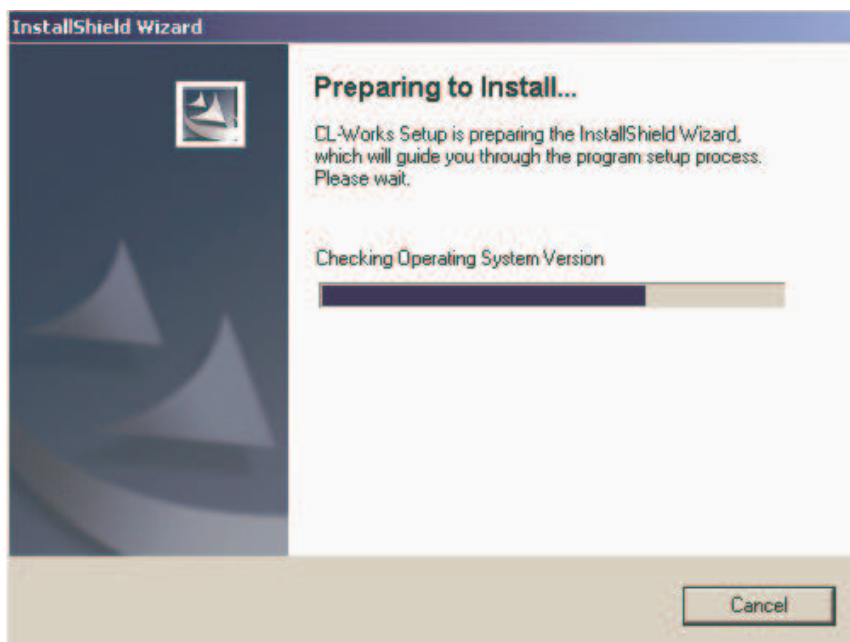 InstallShield Wizard
Preparing to Install...
CL-Works Setup is preparing the InstallShield Wizard,
which will guide you through the program setup process.
Please wait.
Checking Operating System Version
Cancel